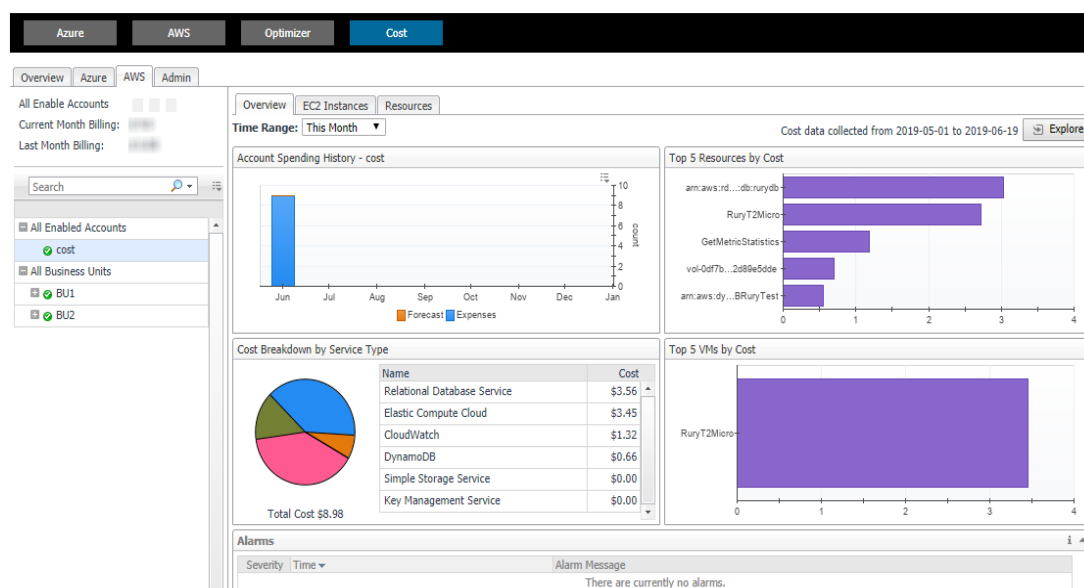 Azure AWS Optimizer Cost
Overview Azure AWS Admin
All Enable Accounts
Current Month Billing:
Last Month Billing:
Search
All Enabled Accounts
cost
All Business Units
BU1
BU2
Overview EC2 Instances Resources
Time Range: This Month
Cost data collected from 2019-05-01 to 2019-06-19 Explore
Account Spending History - cost
10
8
6
4
2
0
count
Jun Jul Aug Sep Oct Nov Dec Jan
Forecast Expenses
Top 5 Resources by Cost
arn:aws:rd...:db:rurydb
RuryT2Micro
GetMetricStatistics
vol-0df7b...2d89e5dde
arn:aws:dy...BRuryTest
0 1 2 3 4
Cost Breakdown by Service Type
Total Cost $8.98
Name Cost
Relational Database Service $3.56
Elastic Compute Cloud $3.45
CloudWatch $1.32
DynamoDB $0.66
Simple Storage Service $0.00
Key Management Service $0.00
Top 5 VMs by Cost
RuryT2Micro
0 1 2 3 4
Alarms
Severity Time Alarm Message
There are currently no alarms.